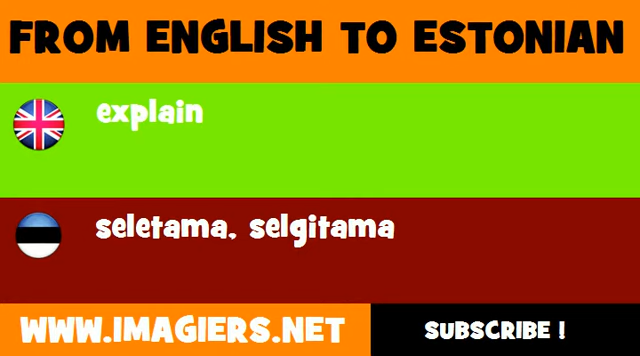 FROM ENGLISH TO ESTONIAN
explain
seletama, selgitama
WWW.IMAGIERS.NET
SUBSCRIBE !